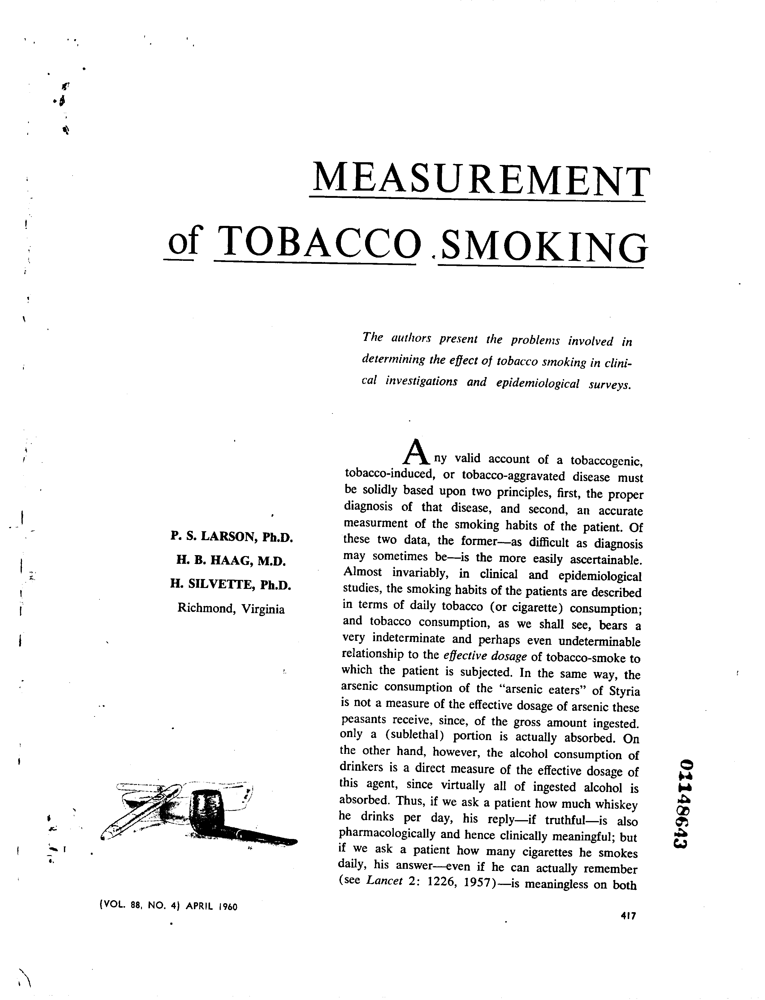 MEASUREMENT
of TOBACCO SMOKING
The authors present the problems involved in
determining the effect of tobacco smoking in clini-
cal investigations and epidemiological surveys.
P. S. LARSON, Ph.D.
H. B. HAAG, M.D.
H. SILVETTE, Ph.D.
Richmond, Virginia
Any valid account of a tobaccogenic,
tobacco-induced, or tobacco-aggravated disease must
be solidly based upon two principles, first, the proper
diagnosis of that disease, and second, an accurate
measurment of the smoking habits of the patient. Of
these two data, the former—as difficult as diagnosis
may sometimes be—is the more easily ascertainable.
Almost invariably, in clinical and epidemiological
studies, the smoking habits of the patients are described
in terms of daily tobacco (or cigarette) consumption;
and tobacco consumption, as we shall see, bears a
very indeterminate and perhaps even undeterminable
relationship to the effective dosage of tobacco-smoke to
which the patient is subjected. In the same way, the
arsenic consumption of the “arsenic eaters” of Styria
is not a measure of the effective dosage of arsenic these
peasants receive, since, of the gross amount ingested.
only a (sublethal) portion is actually absorbed. On
the other hand, however, the alcohol consumption of
drinkers is a direct measure of the effective dosage of
this agent, since virtually all of ingested alcohol is
absorbed. Thus, if we ask a patient how much whiskey
he drinks per day, his reply—if truthful—is also
pharmacologically and hence clinically meaningful; but
if we ask a patient how many cigarettes he smokes
daily, his answer—even if he can actually remember
(see Lancet 2: 1226, 1957)—is meaningless on both
01148643
(VOL. 88, NO. 4) APRIL 1960
417